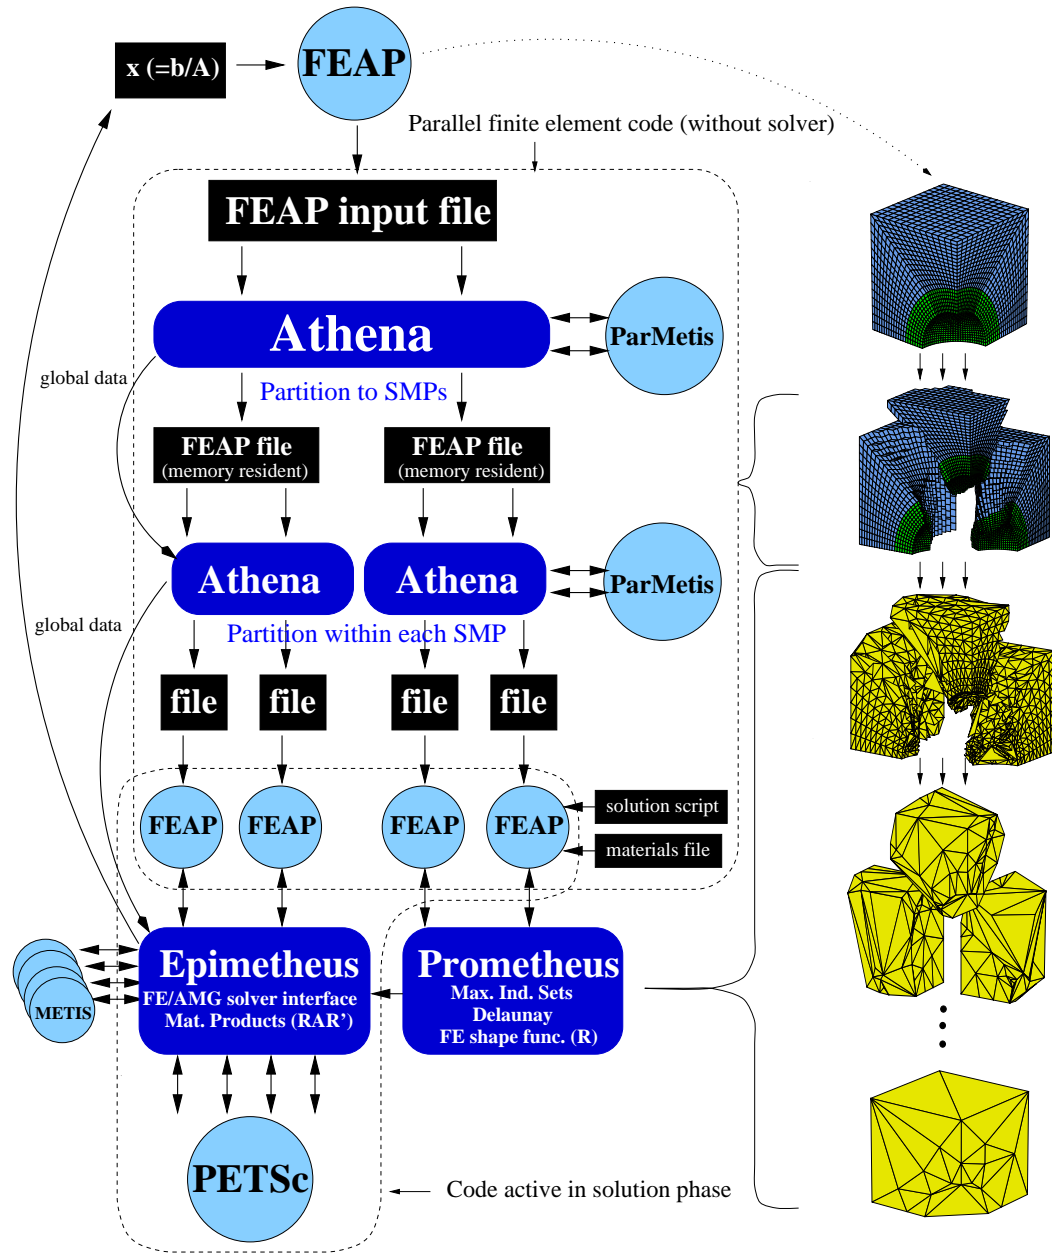 FEAP
x (=b/A)
Parallel finite element code (without solver)
FEAP input file
Athena
ParMetis
global data
Partition to SMPs
FEAP file
(memory resident)
FEAP file
(memory resident)
Athena
Athena
ParMetis
global data
Partition within each SMP
file
file
file
file
FEAP
FEAP
FEAP
FEAP
solution script
materials file
Epimetheus
FE/AMG solver interface
Mat. Products (RAR')
Prometheus
Max. Ind. Sets
Delaunay
FE shape func. (R)
METIS
PETSc
Code active in solution phase